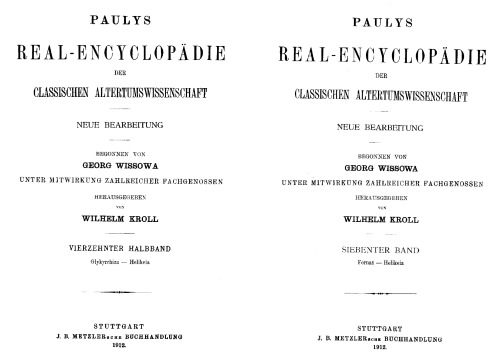 PAULYS
REAL-ENCYCLOPÄDIE
DER
CLASSISCHEN ALTERTUMSWISSENSCHAFT
NEUE BEARBEITUNG
BEGONNEN VON
GEORG WISSOWA
UNTER MITWIRKUNG ZAHLREICHER FACHGENOSSEN
HERAUSGEGEBEN
VON
WILHELM KROLL
VIERZEHNTER HALBBAND
Glykyrrhiza — Helikeia
STUTTGART
J. B. METZLERSCHE BUCHHANDLUNG
1912.
PAULYS
REAL-ENCYCLOPÄDIE
DER
CLASSISCHEN ALTERTUMSWISSENSCHAFT
NEUE BEARBEITUNG
BEGONNEN VON
GEORG WISSOWA
UNTER MITWIRKUNG ZAHLREICHER FACHGENOSSEN
HERAUSGEGEBEN
VON
WILHELM KROLL
SIEBENTER BAND
Fornax — Helikeia
STUTTGART
J. B. METZLERSCHE BUCHHANDLUNG
1912.